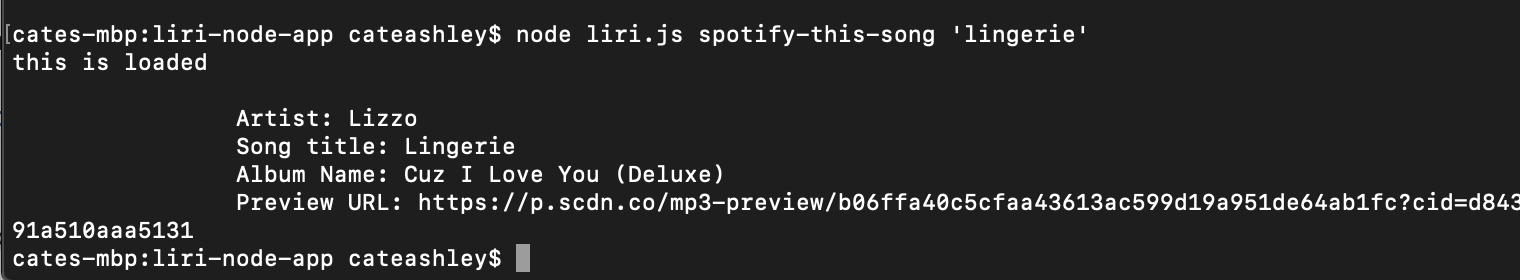 [cates-mbp:liri-node-app cateashley$ node liri.js spotify-this-song 'lingerie'
this is loaded
Artist: Lizzo
Song title: Lingerie
Album Name: Cuz I Love You (Deluxe)
Preview URL: https://p.scdn.co/mp3-preview/b06ffa40c5cfaa43613ac599d19a951de64ab1fc?cid=d843
91a510aaa5131
cates-mbp:liri-node-app cateashley$